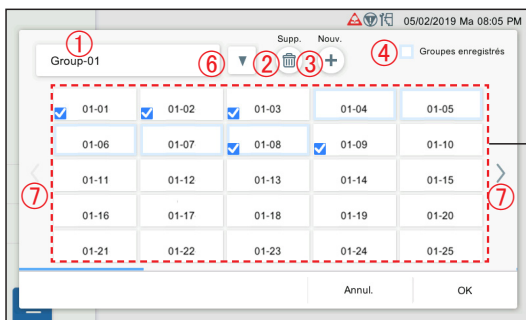 05/02/2019 Ma 08:05 PM
Supp. Nouv.
① ④ Groupes enregistrés
Group-01 ⑥ ▼ ② ③ +
01-01 01-02 01-03 01-04 01-05
01-06 01-07 01-08 01-09 01-10
01-11 01-12 01-13 01-14 01-15
⑦ ⑦
01-16 01-17 01-18 01-19 01-20
01-21 01-22 01-23 01-24 01-25
Annul. OK